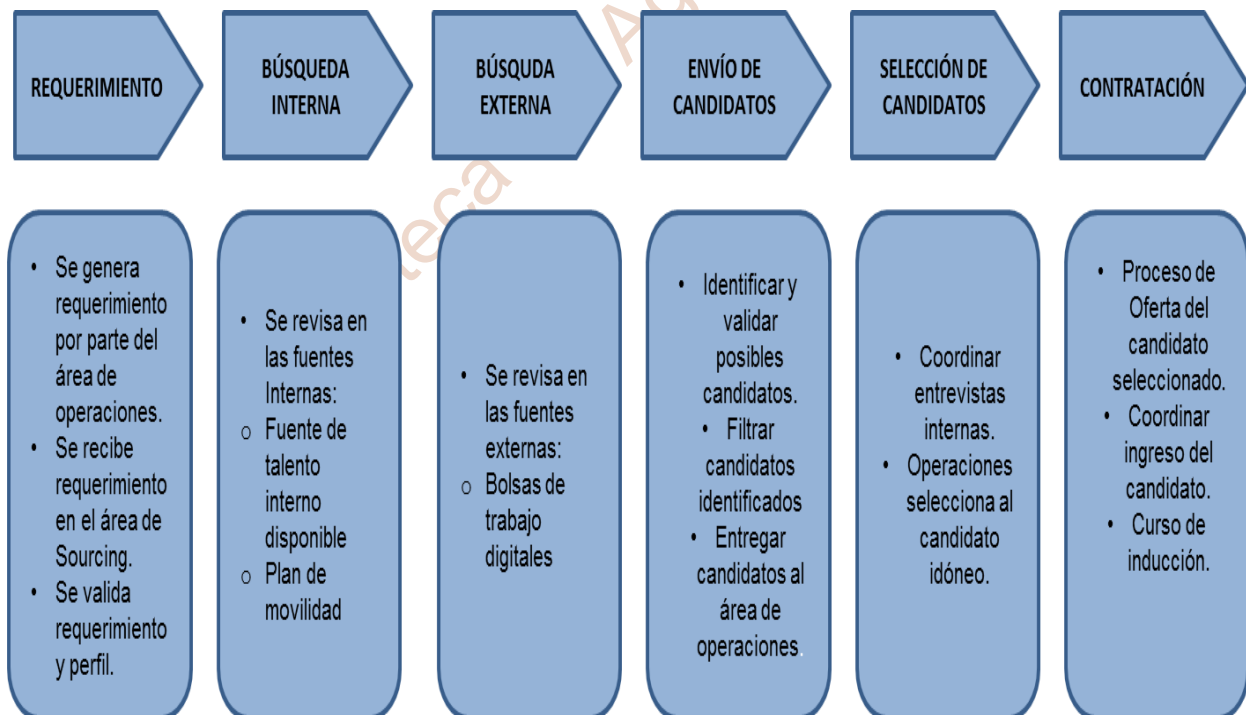 REQUERIMIENTO
BÚSQUEDA
INTERNA
BÚSQUDA
EXTERNA
ENVÍO DE
CANDIDATOS
SELECCIÓN DE
CANDIDATOS
CONTRATACIÓN
• Se genera
requerimiento
por parte del
área de
operaciones.
• Se recibe
requerimiento
en el área de
Sourcing.
• Se valida
requerimiento
y perfil.
• Se revisa en
las fuentes
Internas:
o Fuente de
talento
interno
disponible
o Plan de
movilidad
• Se revisa en
las fuentes
externas:
o Bolsas de
trabajo
digitales
• Identificar y
validar
posibles
candidatos.
• Filtrar
candidatos
identificados
• Entregar
candidatos al
área de
operaciones.
• Coordinar
entrevistas
internas.
• Operaciones
selecciona al
candidato
idóneo.
• Proceso de
Oferta del
candidato
seleccionado.
• Coordinar
ingreso del
candidato.
• Curso de
inducción.